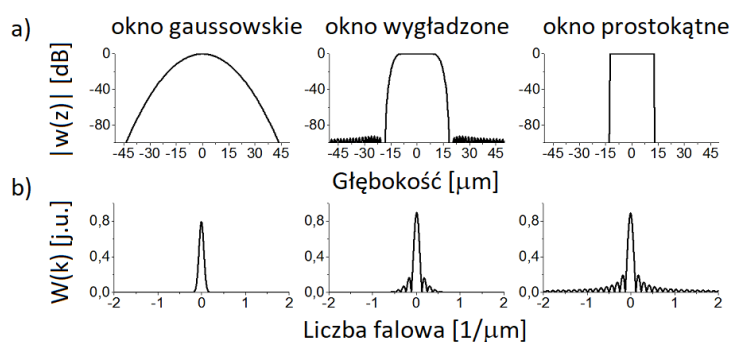 a) okno gaussowskie okno wygładzone okno prostokątne
|w(z)| [dB]
0 0 0
-40 -40 -40
-80 -80 -80
-45 -30 -15 0 15 30 45 -45 -30 -15 0 15 30 45 -45 -30 -15 0 15 30 45
Głębokość [µm]
b)
W(k) [j.u.]
0,8 0,8 0,8
0,4 0,4 0,4
0,0 0,0 0,0
-2 -1 0 1 2 -2 -1 0 1 2 -2 -1 0 1 2
Liczba falowa [1/µm]